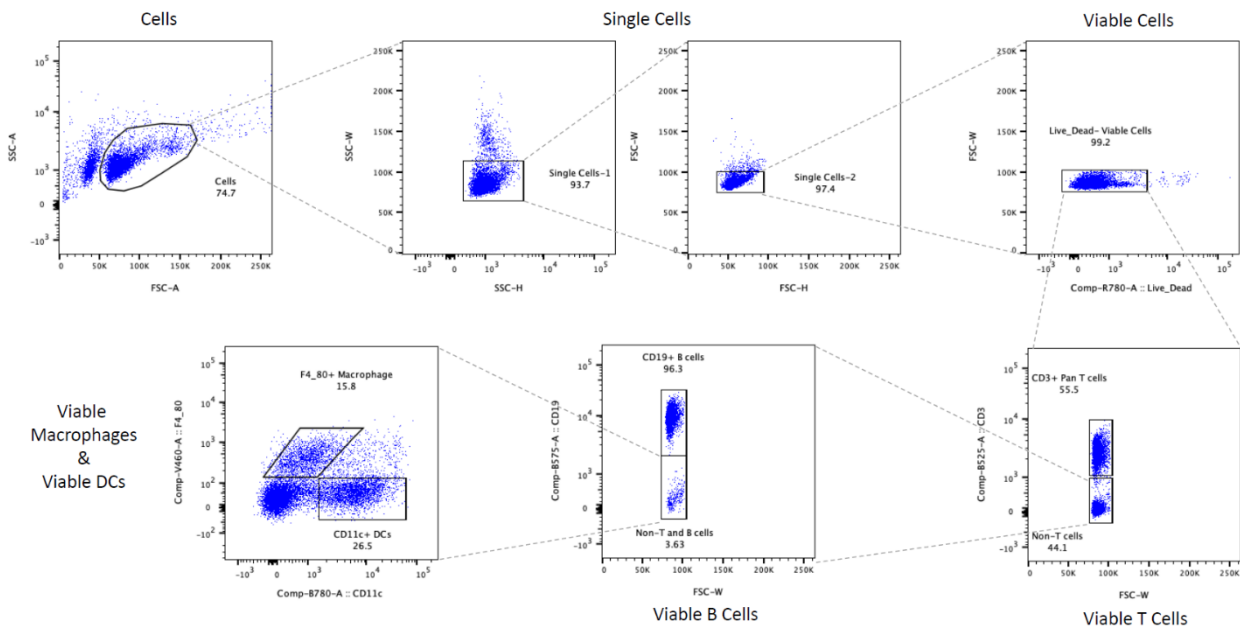 Cells
Single Cells
Viable Cells
SSC-A
10^5
10^4
10^3
0
-10^3
Cells
74.7
0 50K 100K 150K 200K 250K
FSC-A
SSC-W
250K
200K
150K
100K
50K
0
Single Cells-1
93.7
-10^3 0 10^3 10^4 10^5
SSC-H
FSC-W
250K
200K
150K
100K
50K
0
Single Cells-2
97.4
0 50K 100K 150K 200K 250K
FSC-H
FSC-W
250K
200K
150K
100K
50K
0
Live_Dead- Viable Cells
99.2
-10^3 10^3 10^4 10^5
Comp-R780-A :: Live_Dead
Viable
Macrophages
&
Viable DCs
Comp-V460-A :: F4_80
10^5
10^4
10^3
10^2
0
-10^2
F4_80+ Macrophage
15.8
CD11c+ DCs
26.5
-10^3 0 10^3 10^4 10^5
Comp-B780-A :: CD11c
Comp-B575-A :: CD19
10^5
10^4
10^3
0
-10^3
CD19+ B cells
96.3
Non-T and B cells
3.63
0 50K 100K 150K 200K 250K
FSC-W
Viable B Cells
Comp-B525-A :: CD3
10^5
10^4
10^3
0
-10^3
CD3+ Pan T cells
55.5
Non-T cells
44.1
0 50K 100K 150K 200K 250K
FSC-W
Viable T Cells